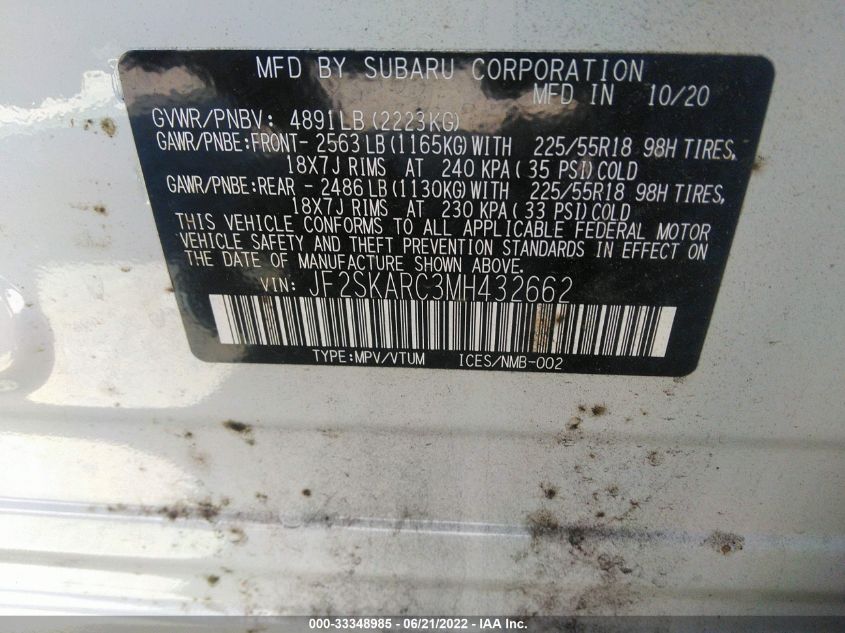 MFD BY SUBARU CORPORATION
MFD IN 10/20
GVWR/PNBV: 4891LB(2223KG)
GAWR/PNBE:FRONT- 2563LB(1165KG)WITH 225/55R18 98H TIRES,
18X7J RIMS AT 240 KPA( 35 PSI)COLD
GAWR/PNBE:REAR - 2486LB(1130KG)WITH 225/55R18 98H TIRES,
18X7J RIMS AT 230 KPA( 33 PSI)COLD
THIS VEHICLE CONFORMS TO ALL APPLICABLE FEDERAL MOTOR
VEHICLE SAFETY AND THEFT PREVENTION STANDARDS IN EFFECT ON
THE DATE OF MANUFACTURE SHOWN ABOVE.
VIN: JF2SKARC3MH432662
TYPE:MPV/VTUM ICES/NMB-002
000-33348985 - 06/21/2022 - IAA Inc.